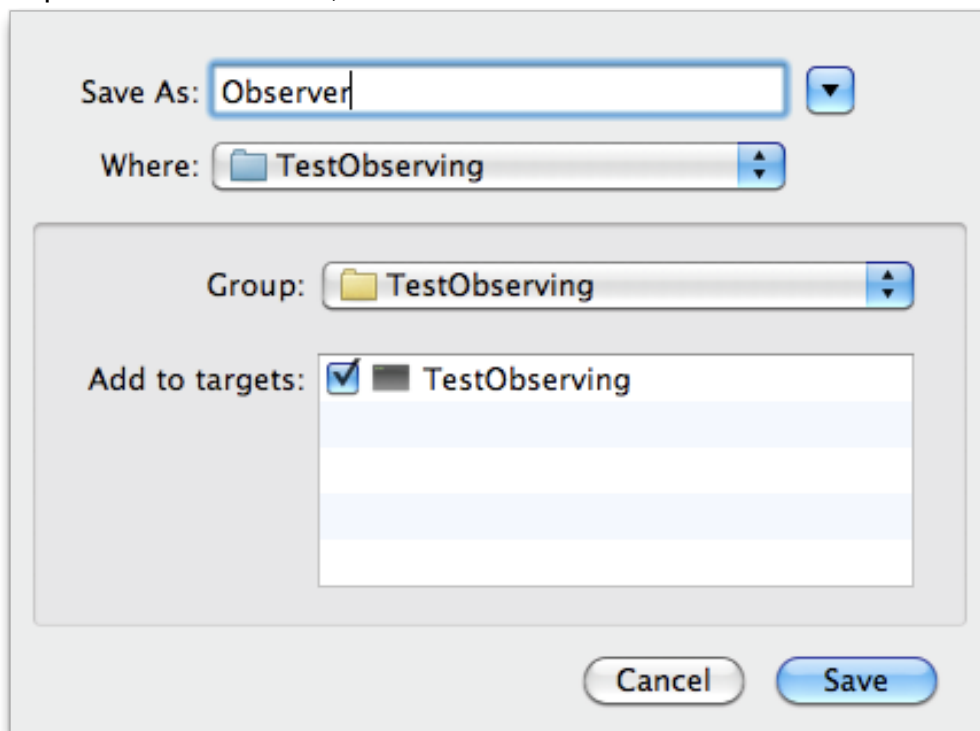 Save As: Observer
Where: TestObserving
Group: TestObserving
Add to targets: TestObserving
Cancel Save